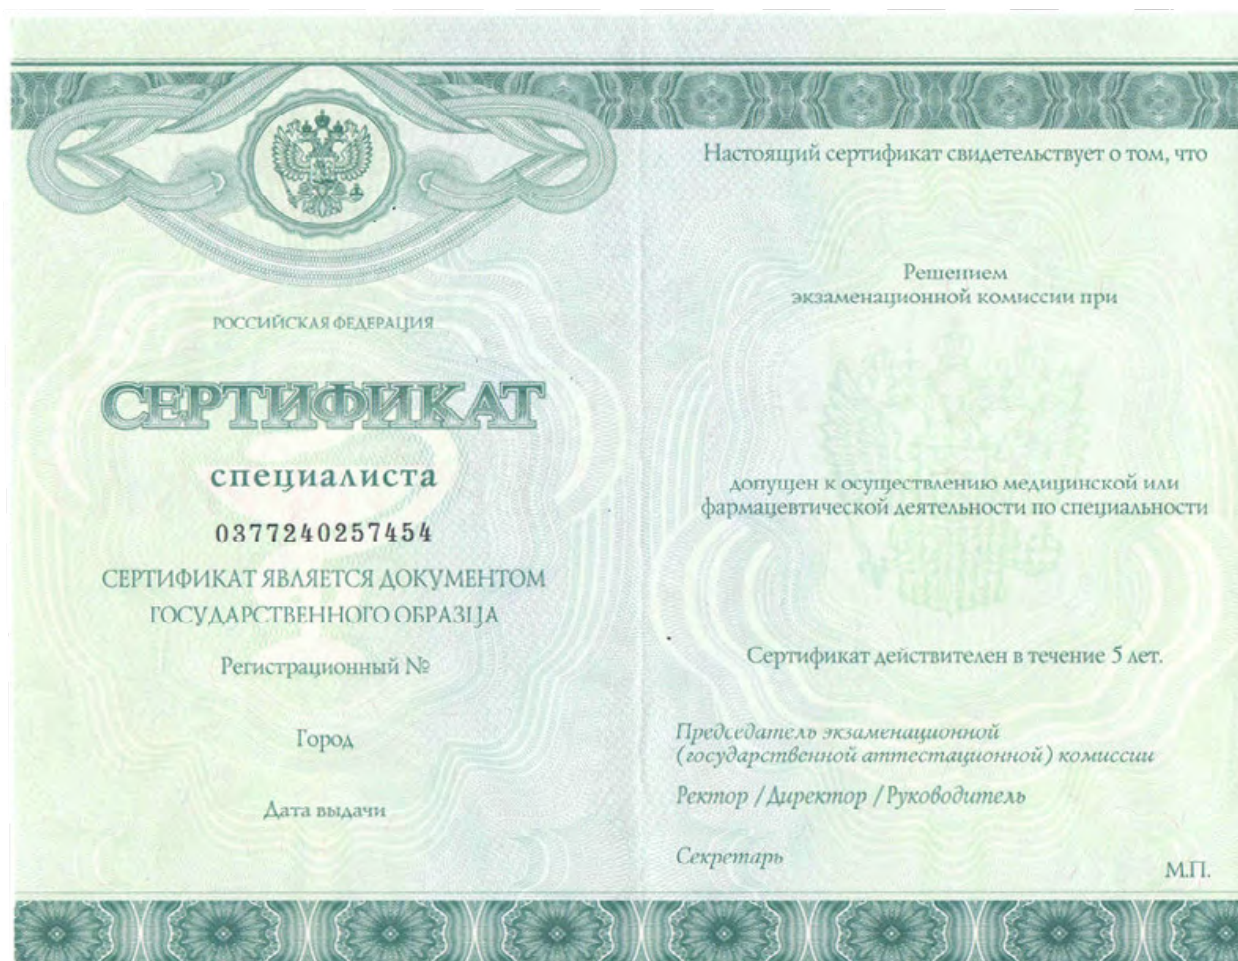 РОССИЙСКАЯ ФЕДЕРАЦИЯ
СЕРТИФИКАТ
специалиста
0377240257454
СЕРТИФИКАТ ЯВЛЯЕТСЯ ДОКУМЕНТОМ
ГОСУДАРСТВЕННОГО ОБРАЗЦА
Регистрационный №
Город
Дата выдачи
Настоящий сертификат свидетельствует о том, что
Решением
экзаменационной комиссии при
допущен к осуществлению медицинской или
фармацевтической деятельности по специальности
Сертификат действителен в течение 5 лет.
Председатель экзаменационной
(государственной аттестационной) комиссии
Ректор / Директор / Руководитель
Секретарь
М.П.